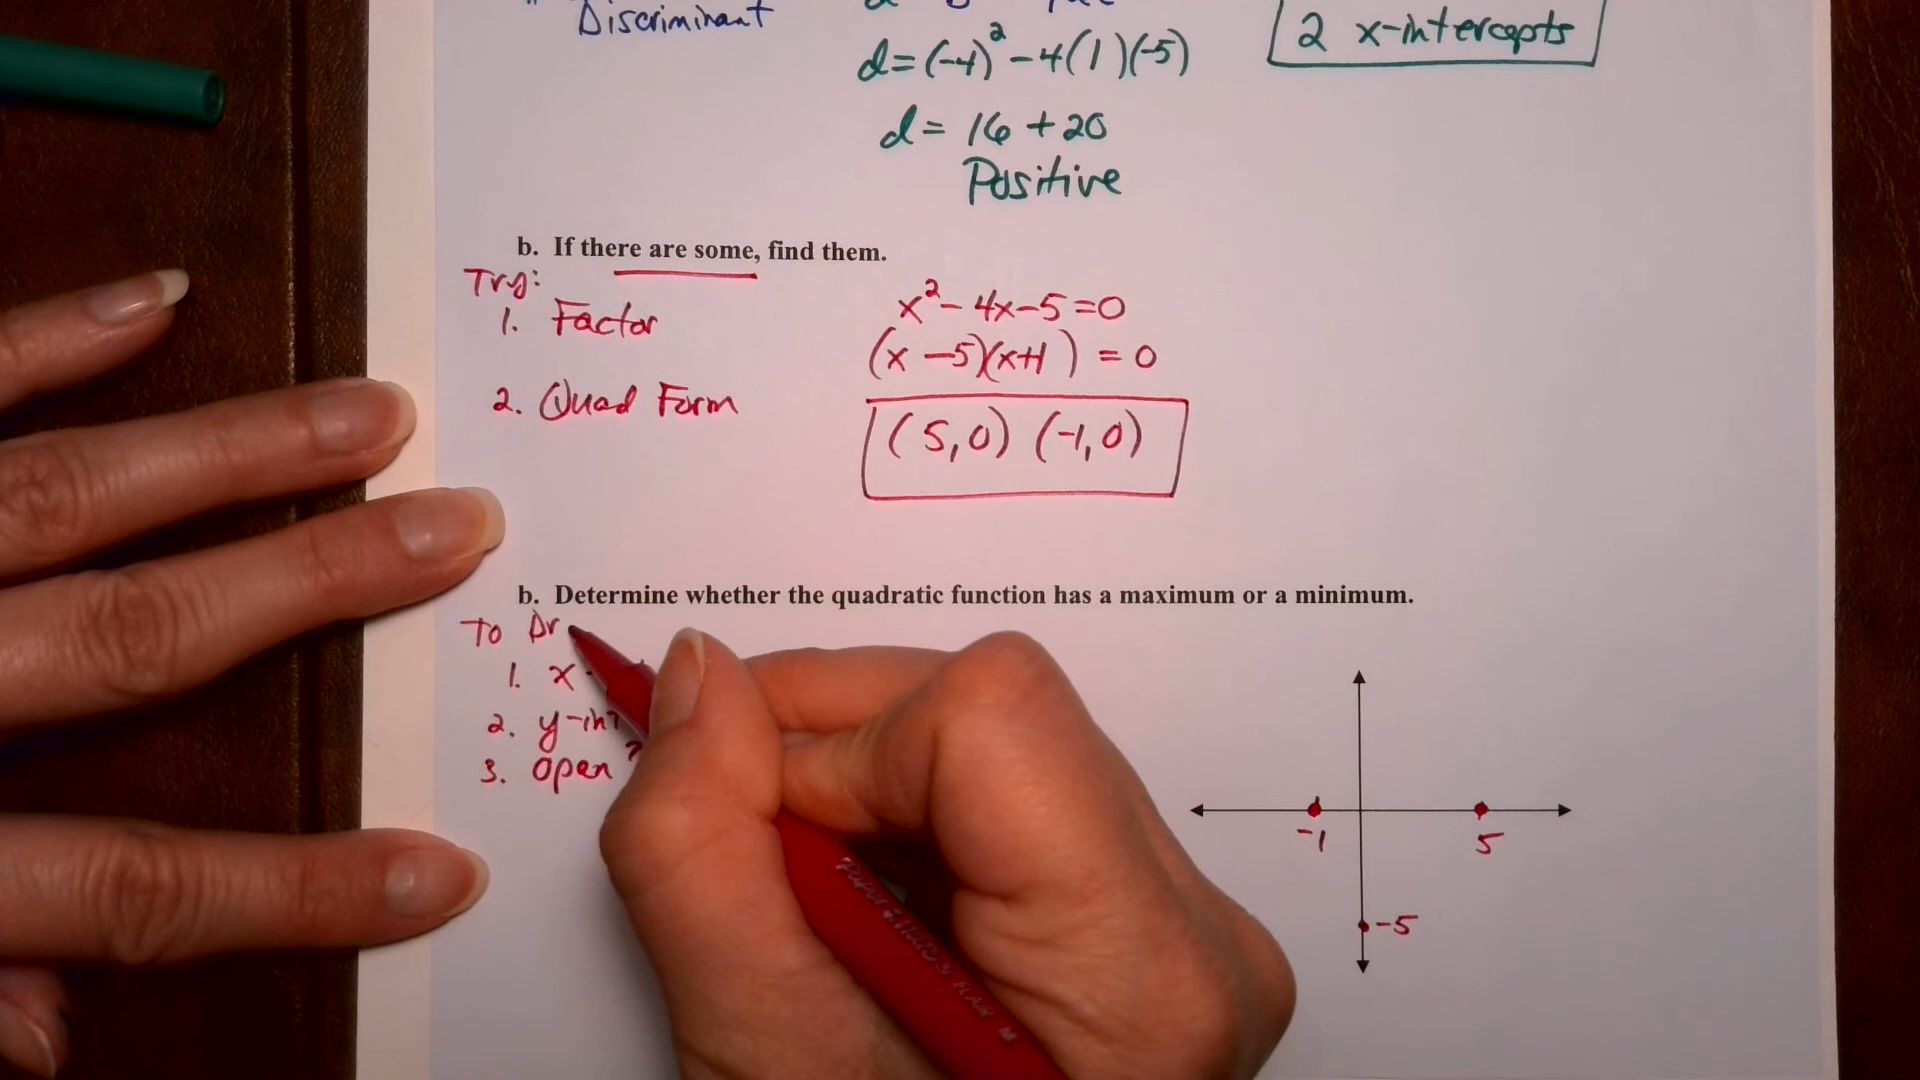 Discriminant
2 x-intercepts
d=(-4)² -4(1)(-5)
d= 16+20
Positive
b. If there are some, find them.
Try:
1. Factor
x²-4x-5=0
(x -5)(x+1) = 0
2. Quad Form
(5,0) (-1,0)
b. Determine whether the quadratic function has a maximum or a minimum.
To Dr
1. x
2. y-int
3. Open ?
-1
5
-5